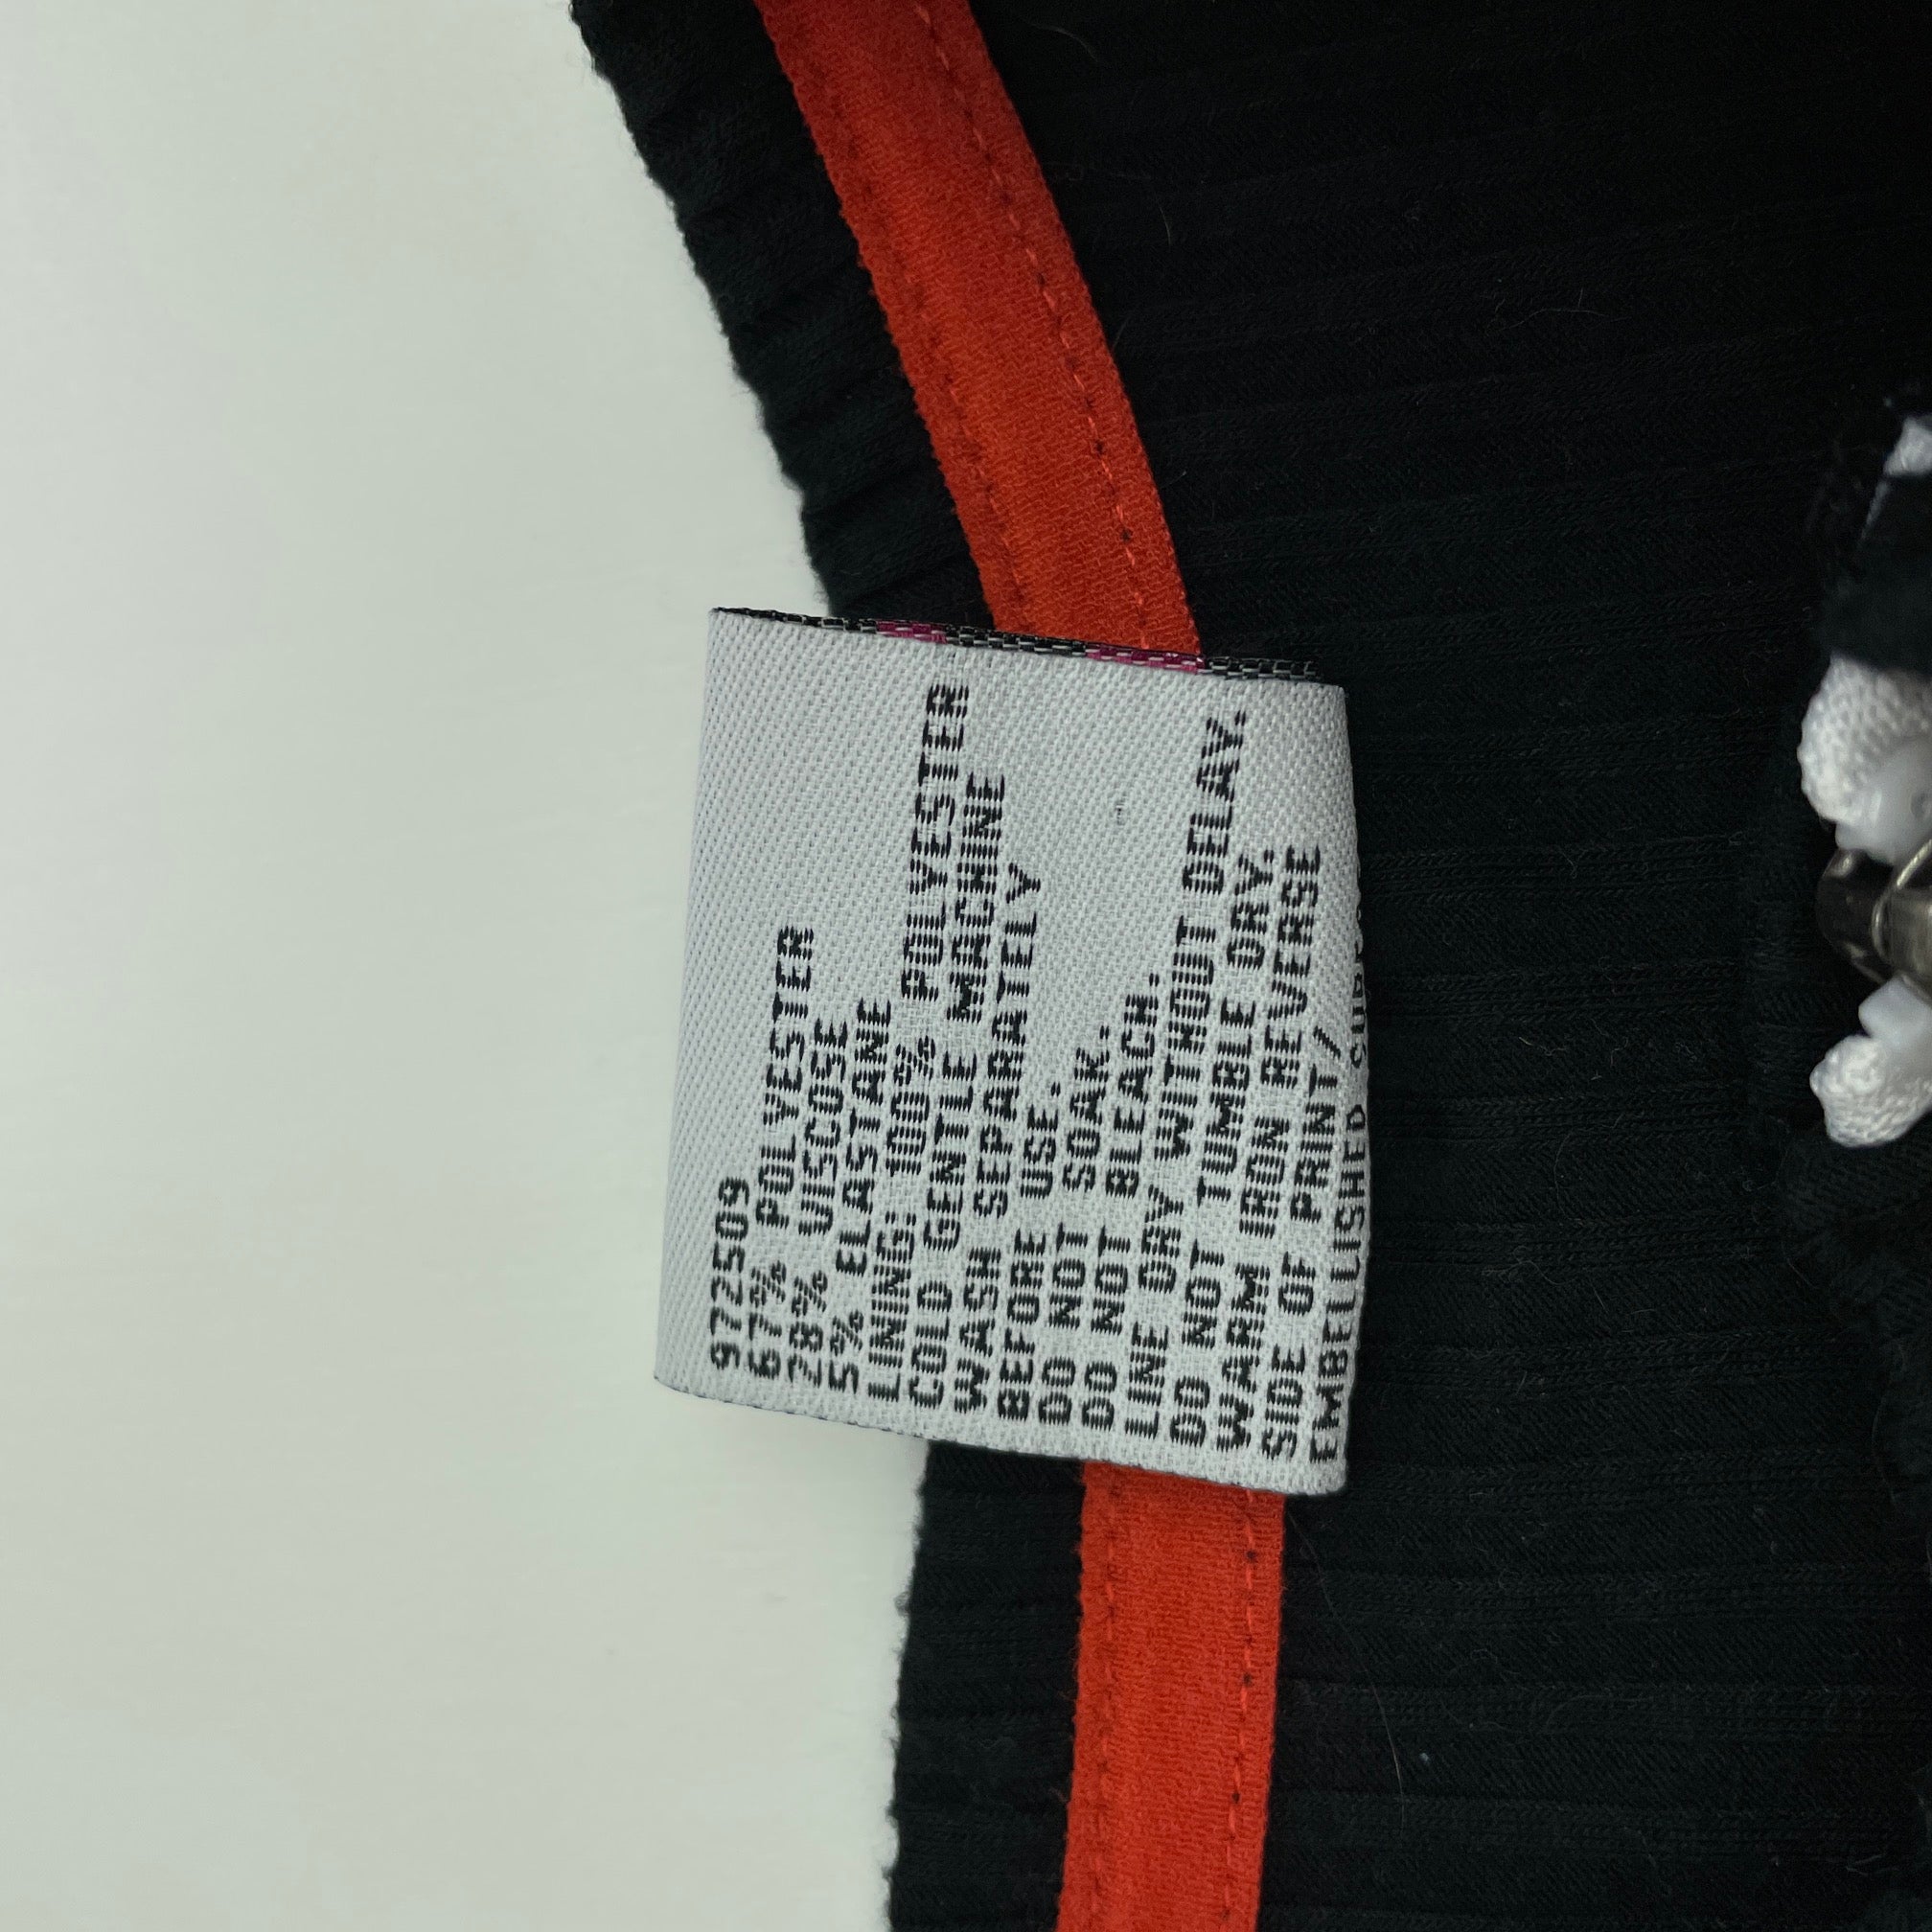 972509
67% POLYESTER
28% VISCOSE
5% ELASTANE
LINING: 100% POLYESTER
COLD GENTLE MACHINE
WASH SEPARATELY
BEFORE USE.
DO NOT SOAK.
DO NOT BLEACH.
LINE DRY WITHOUT DELAY.
DO NOT TUMBLE DRY.
WARM IRON REVERSE
SIDE OF PRINT/
EMBELLISHED